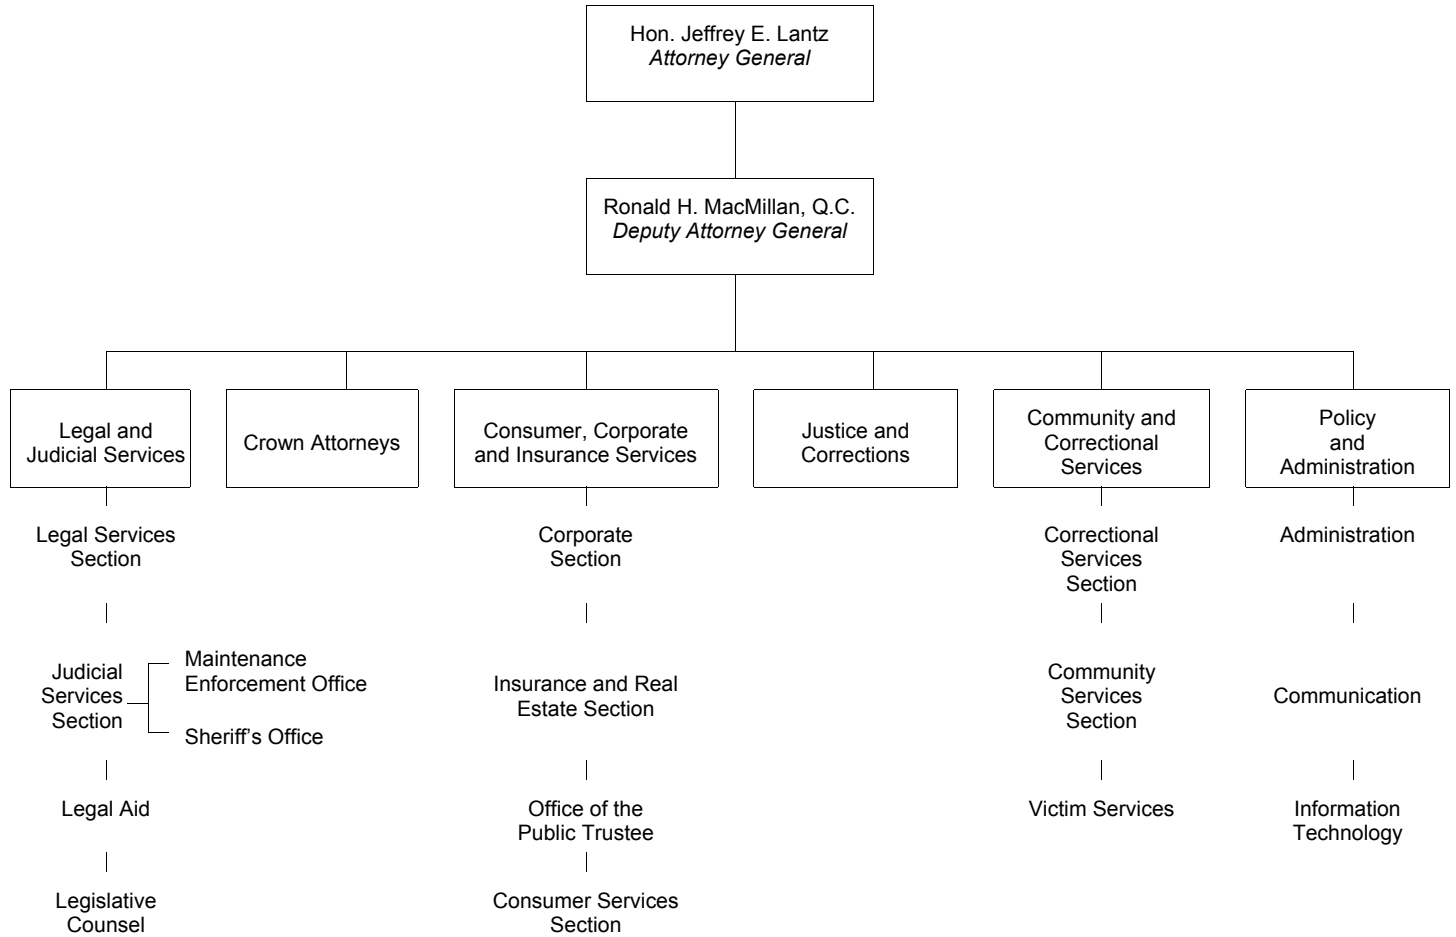 Hon. Jeffrey E. Lantz
Attorney General
Ronald H. MacMillan, Q.C.
Deputy Attorney General
Legal and
Judicial Services
Crown Attorneys
Consumer, Corporate
and Insurance Services
Justice and
Corrections
Community and
Correctional
Services
Policy
and
Administration
Legal Services
Section
Judicial
Services
Section
Maintenance
Enforcement Office
Sheriff's Office
Legal Aid
Legislative
Counsel
Corporate
Section
Insurance and Real
Estate Section
Office of the
Public Trustee
Consumer Services
Section
Correctional
Services
Section
Community
Services
Section
Victim Services
Administration
Communication
Information
Technology